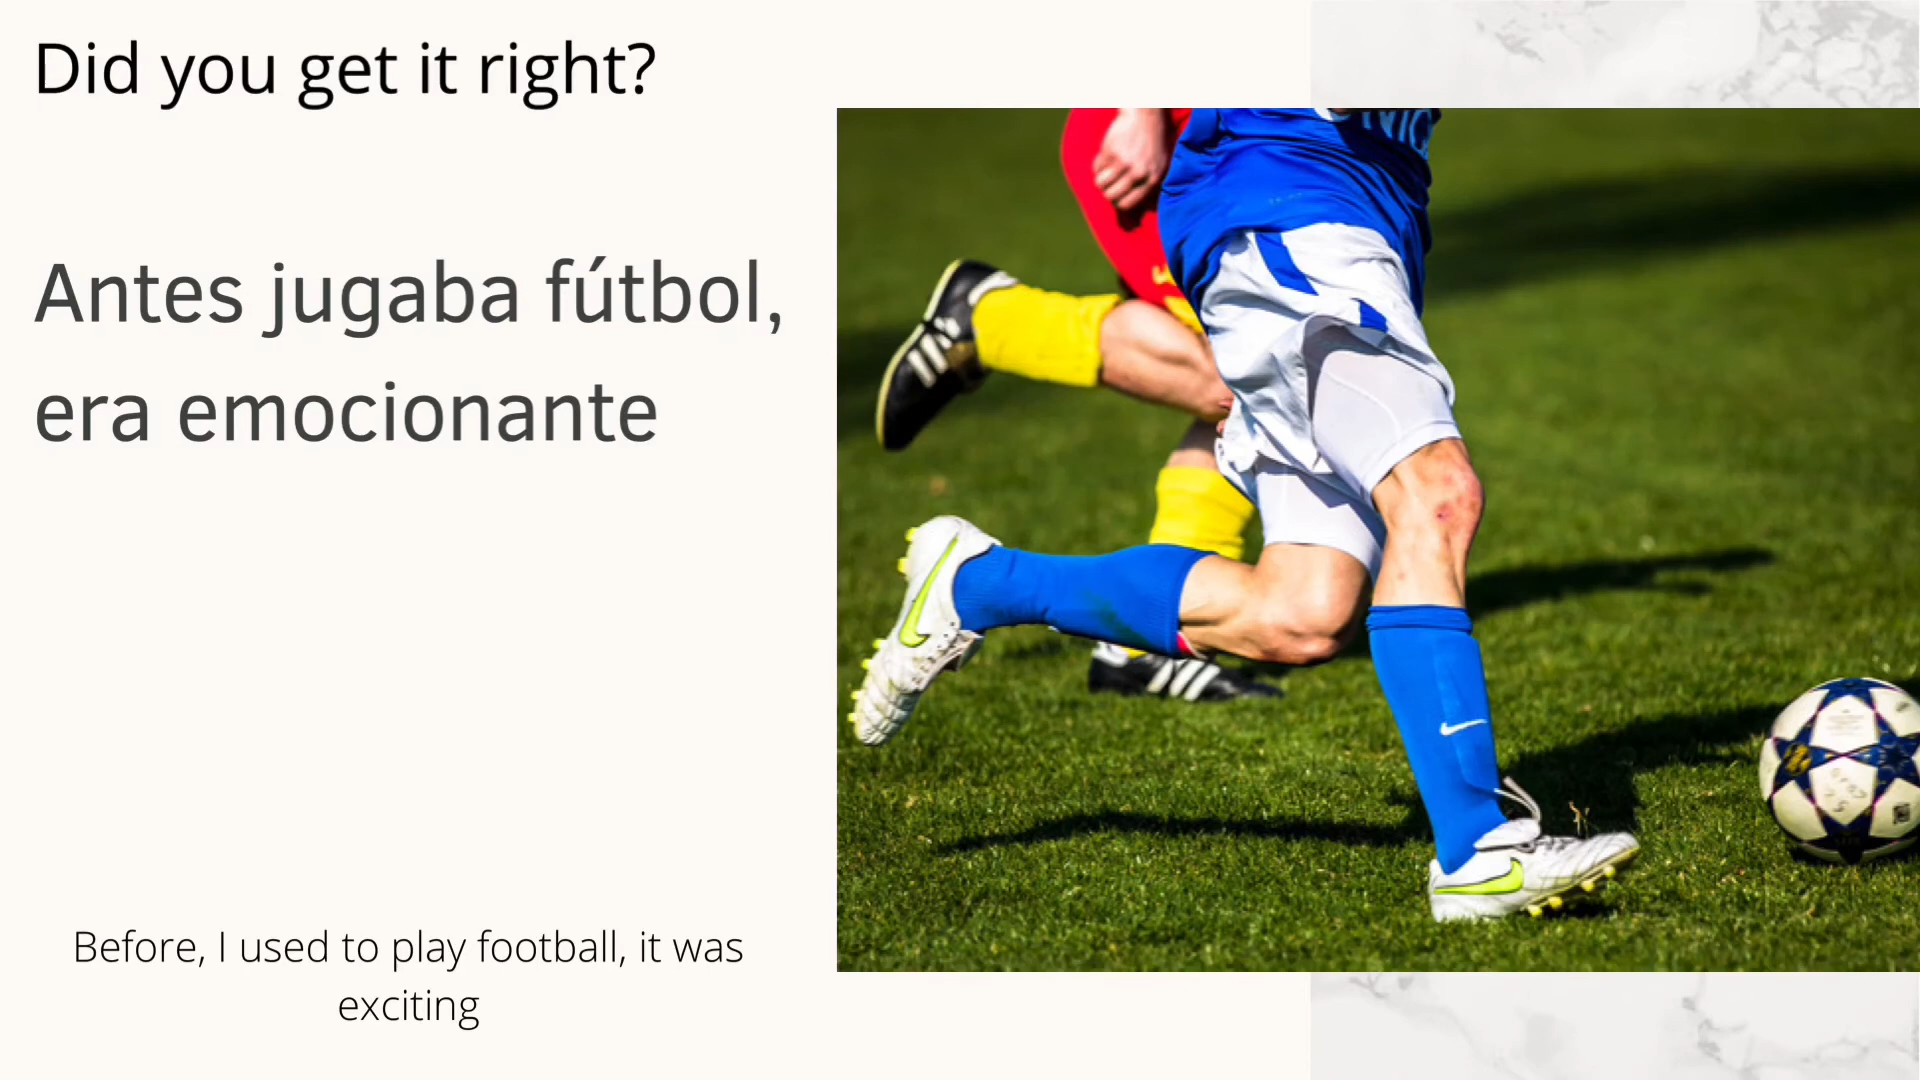 Did you get it right?
Antes jugaba fútbol,
era emocionante
Before, I used to play football, it was
exciting